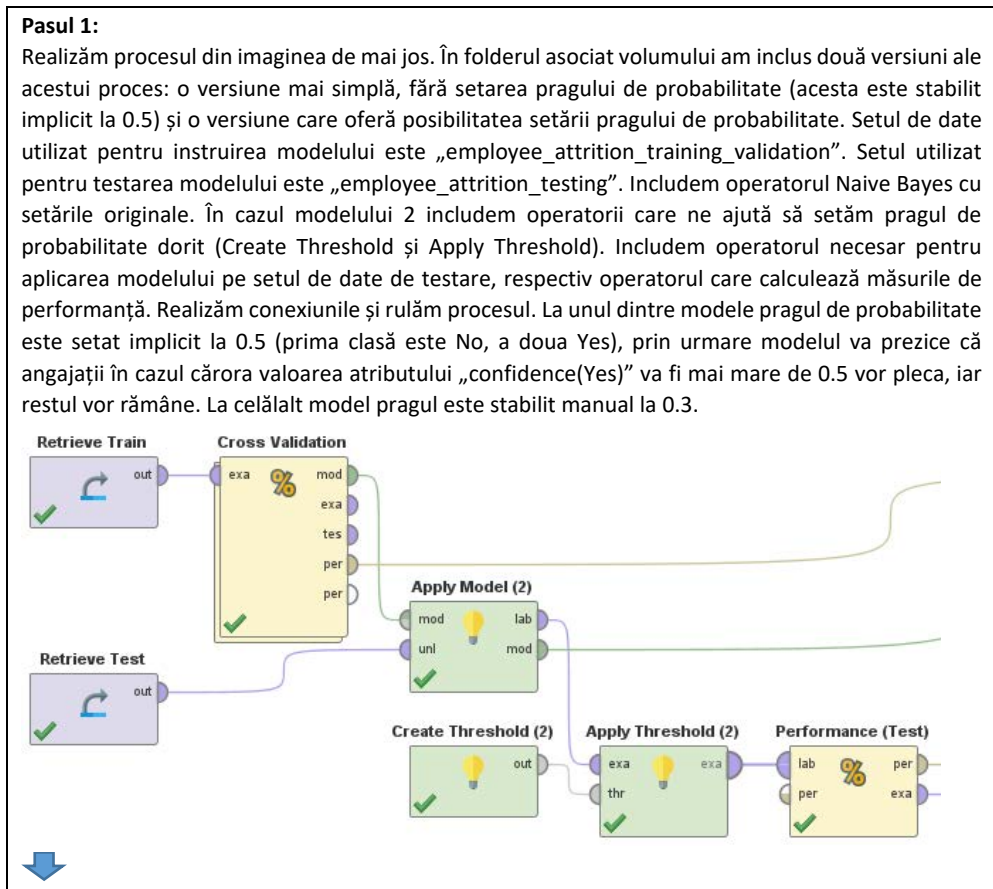 Pasul 1:
Realizăm procesul din imaginea de mai jos. În folderul asociat volumului am inclus două versiuni ale
acestui proces: o versiune mai simplă, fără setarea pragului de probabilitate (acesta este stabilit
implicit la 0.5) și o versiune care oferă posibilitatea setării pragului de probabilitate. Setul de date
utilizat pentru instruirea modelului este „employee_attrition_training_validation”. Setul utilizat
pentru testarea modelului este „employee_attrition_testing”. Includem operatorul Naive Bayes cu
setările originale. În cazul modelului 2 includem operatorii care ne ajută să setăm pragul de
probabilitate dorit (Create Threshold și Apply Threshold). Includem operatorul necesar pentru
aplicarea modelului pe setul de date de testare, respectiv operatorul care calculează măsurile de
performanță. Realizăm conexiunile și rulăm procesul. La unul dintre modele pragul de probabilitate
este setat implicit la 0.5 (prima clasă este No, a doua Yes), prin urmare modelul va prezice că
angajații în cazul cărora valoarea atributului „confidence(Yes)” va fi mai mare de 0.5 vor pleca, iar
restul vor rămâne. La celălalt model pragul este stabilit manual la 0.3.
Retrieve Train
out
Cross Validation
exa
%
mod
exa
tes
per
per
Retrieve Test
out
Apply Model (2)
mod
unl
lab
mod
Create Threshold (2)
out
Apply Threshold (2)
exa
thr
exa
Performance (Test)
lab
per
%
per
exa